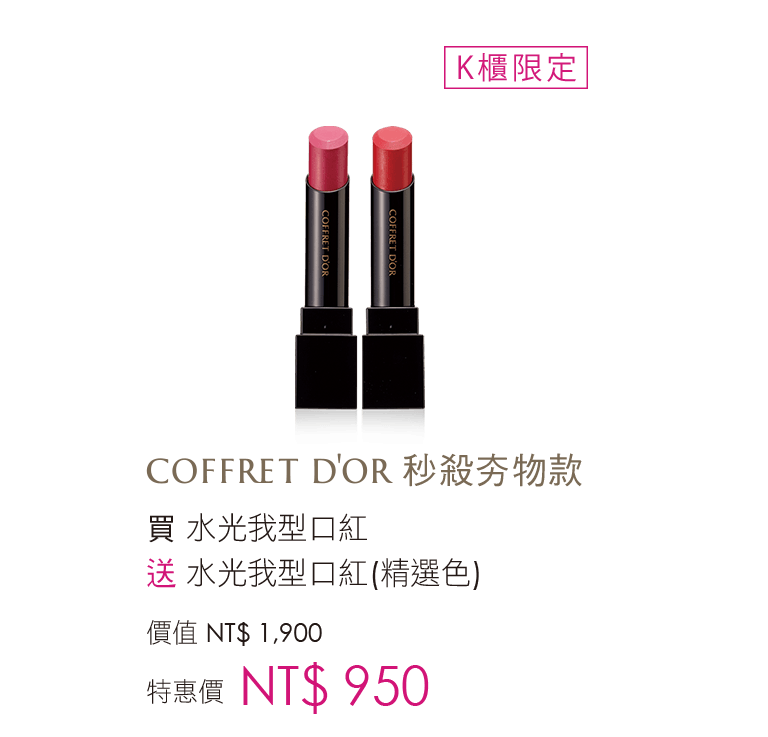 K櫃限定
COFFRET D'OR
COFFRET D'OR
COFFRET D'OR 秒殺夯物款
買 水光我型口紅
送 水光我型口紅(精選色)
價值 NT$ 1,900
特惠價 NT$ 950